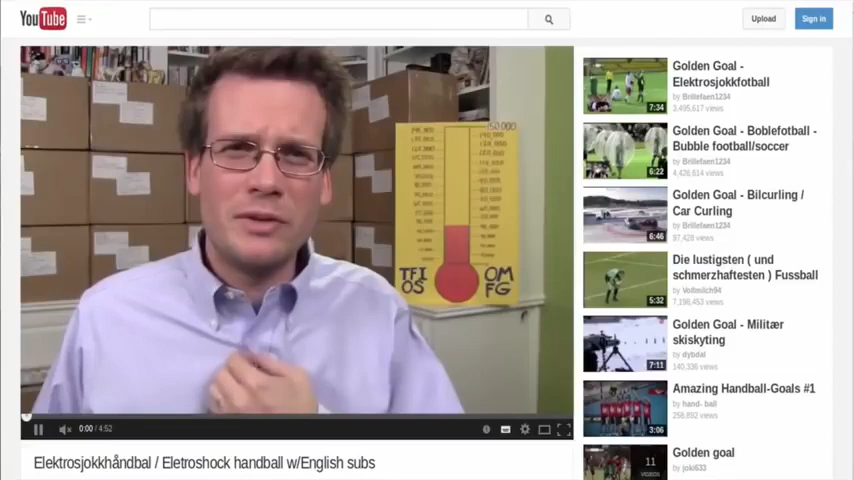 YouTube
Upload
Sign in
150,000
TFI OM
OS FG
0:00 / 4:52
Elektrosjokkhåndbal / Eletroshock handball w/English subs
7:34
Golden Goal -
Elektrosjokkfotball
by Brillefaen1234
3,495,617 views
6:22
Golden Goal - Boblefotball -
Bubble football/soccer
by Brillefaen1234
4,426,614 views
6:46
Golden Goal - Bilcurling /
Car Curling
by Brillefaen1234
97,428 views
5:32
Die lustigsten ( und
schmerzhaftesten ) Fussball
by Vollmilch94
7,198,453 views
7:11
Golden Goal - Militær
skiskyting
by dybdal
140,336 views
3:06
Amazing Handball-Goals #1
by hand- ball
258,892 views
11
VIDEOS
Golden goal
by joki633